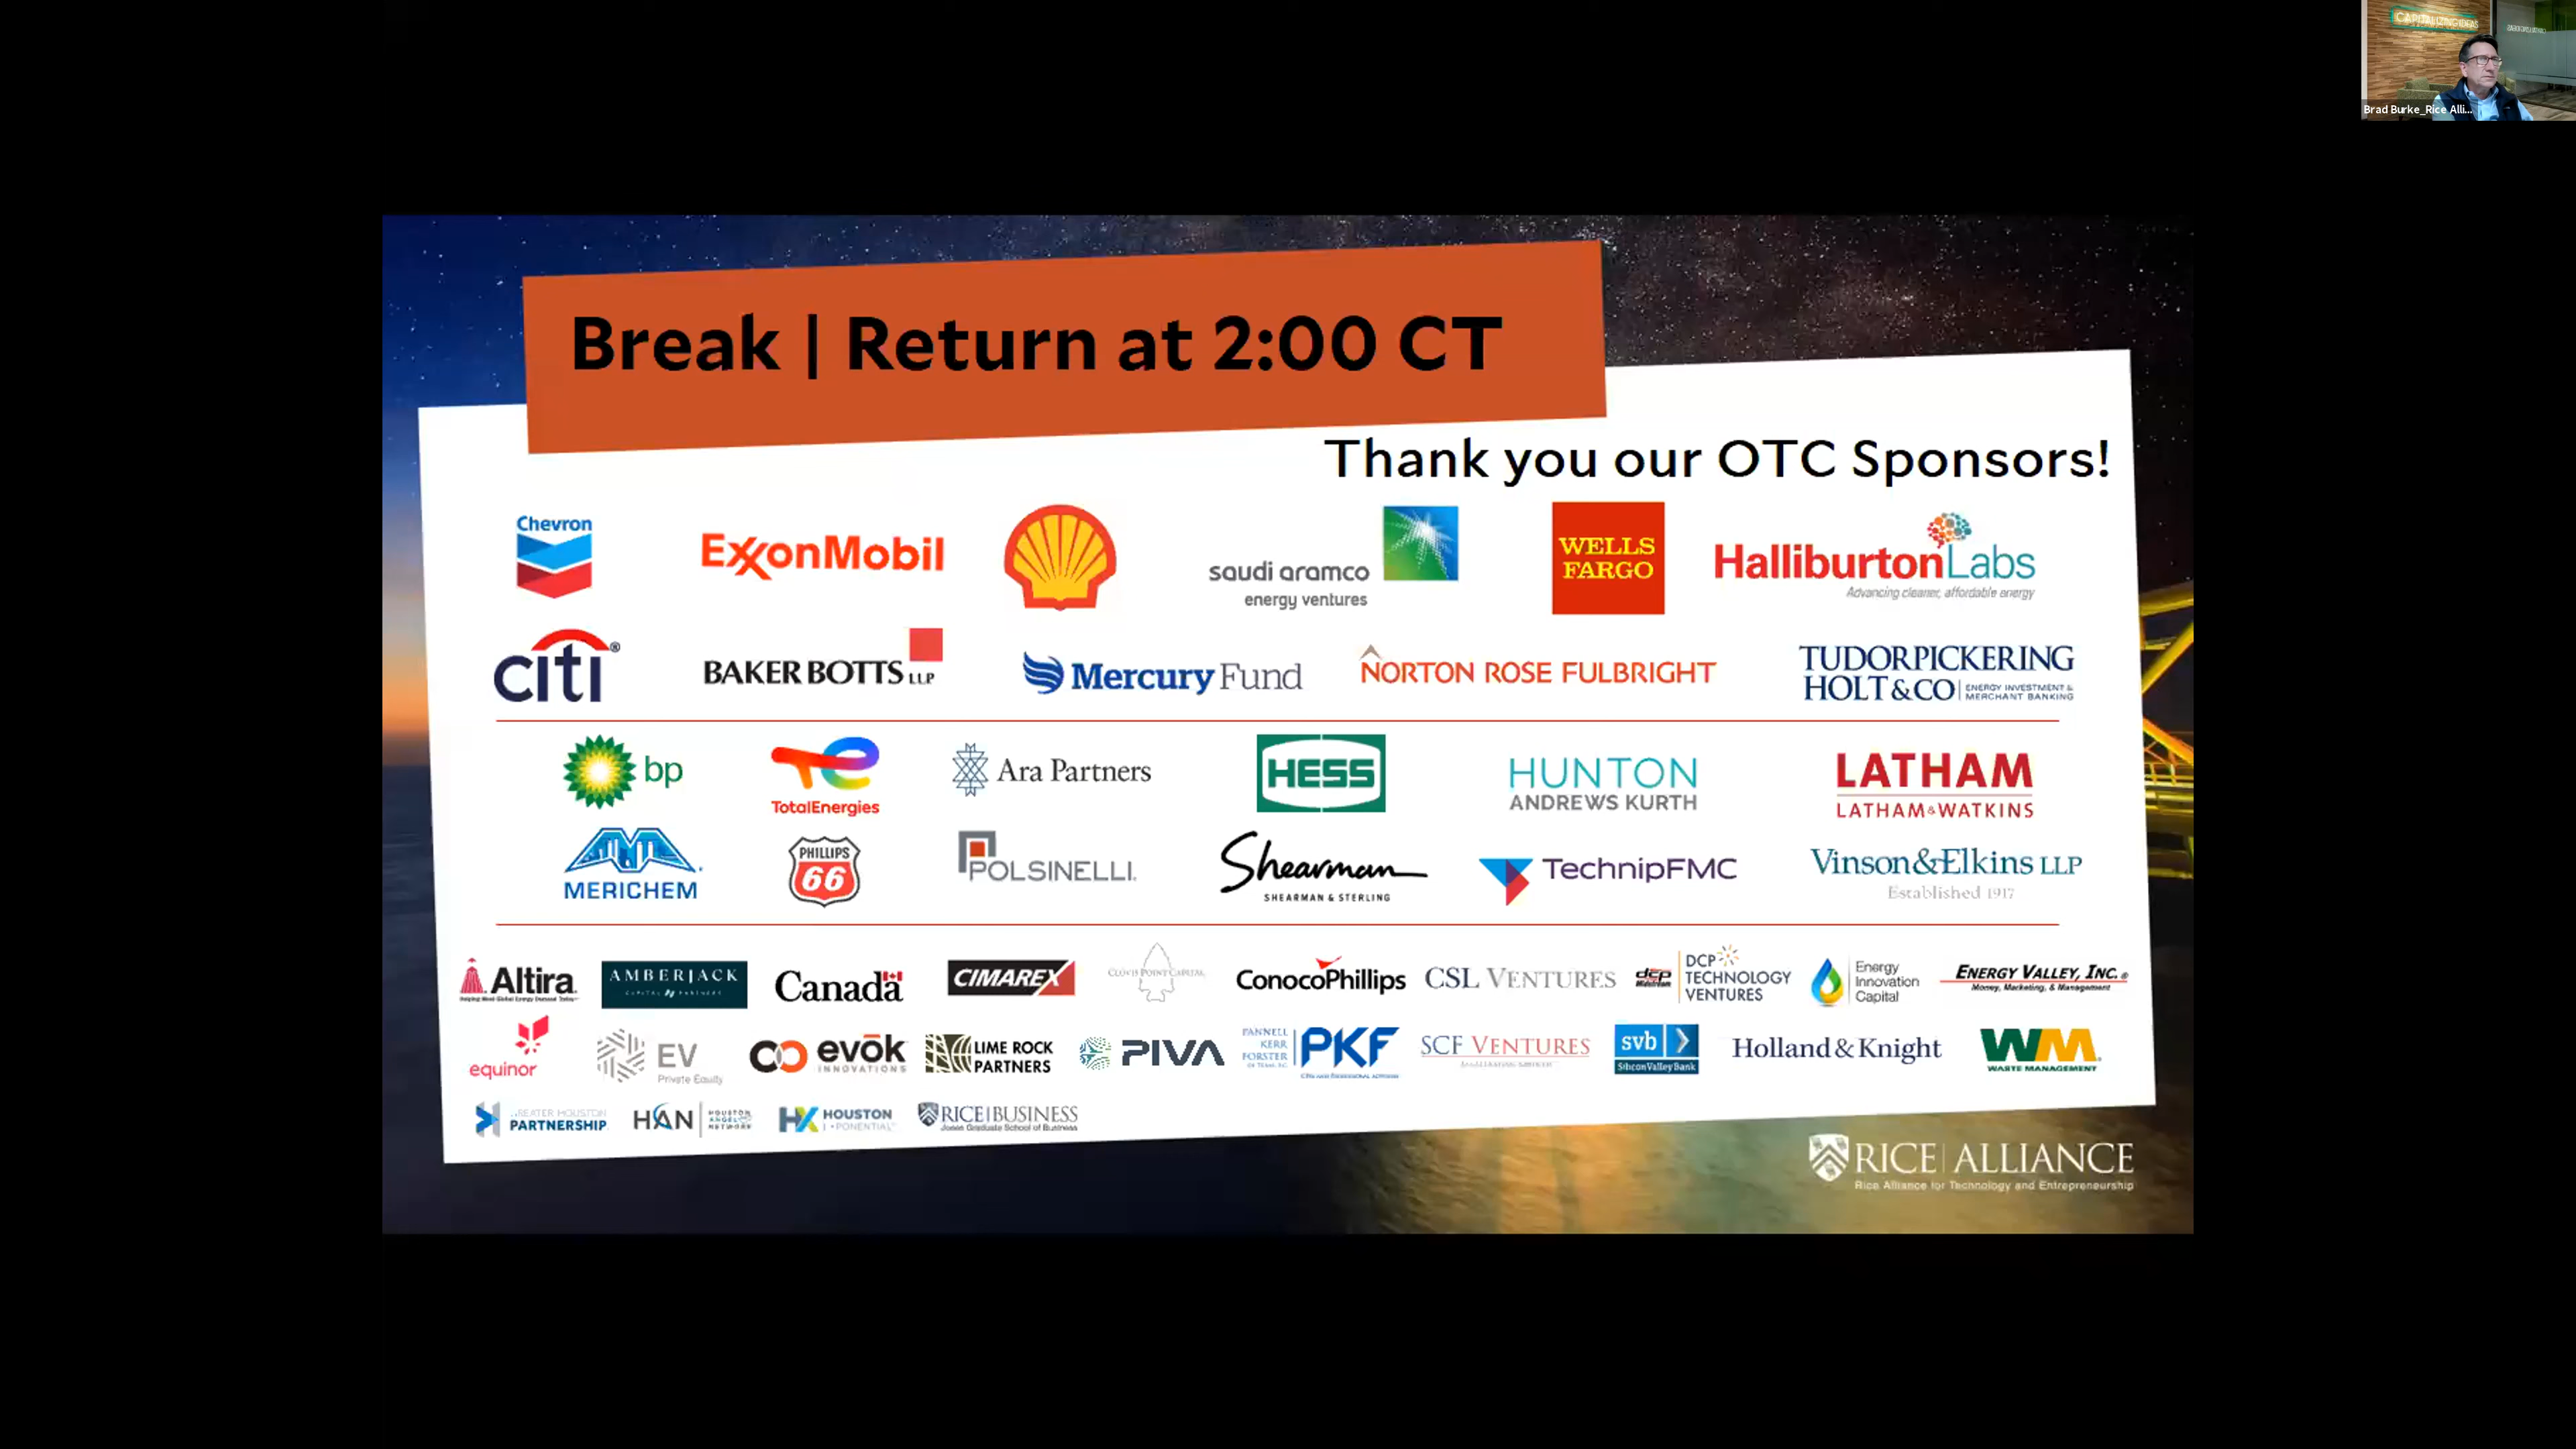 CAPITALIZING IDEAS
Brad Burke_Rice Alli...
Break | Return at 2:00 CT
Thank you our OTC Sponsors!
Chevron
ExxonMobil
saudi aramco
energy ventures
WELLS
FARGO
HalliburtonLabs
Advancing cleaner, affordable energy
citi®
BAKER BOTTS LLP
Mercury Fund
NORTON ROSE FULBRIGHT
TUDORPICKERING
HOLT&CO | ENERGY INVESTMENT &
MERCHANT BANKING
bp
TotalEnergies
Ara Partners
HESS
HUNTON
ANDREWS KURTH
LATHAM
LATHAM&WATKINS
MERICHEM
PHILLIPS
66
POLSINELLI
Shearman
SHEARMAN & STERLING
TechnipFMC
Vinson&Elkins LLP
Established 1917
Altira
AMBERJACK
CAPITAL PARTNERS
Canada
CIMAREX
CLOVIS POINT CAPITAL
ConocoPhillips
CSL VENTURES
dcp
Midstream
DCP
TECHNOLOGY
VENTURES
Energy
Innovation
Capital
ENERGY VALLEY, INC.®
Money, Marketing, & Management
equinor
EV
Private Equity
evōk
INNOVATIONS
LIME ROCK
PARTNERS
PIVA
PANNELL
KERR
FORSTER
OF TEXAS, P.C.
PKF
SCF VENTURES
svb
Silicon Valley Bank
Holland & Knight
WM
WASTE MANAGEMENT
GREATER HOUSTON
PARTNERSHIP
HAN
HOUSTON
ANGEL
NETWORK
HX
HOUSTON
EXPONENTIAL
RICE | BUSINESS
Jones Graduate School of Business
RICE | ALLIANCE
Rice Alliance for Technology and Entrepreneurship